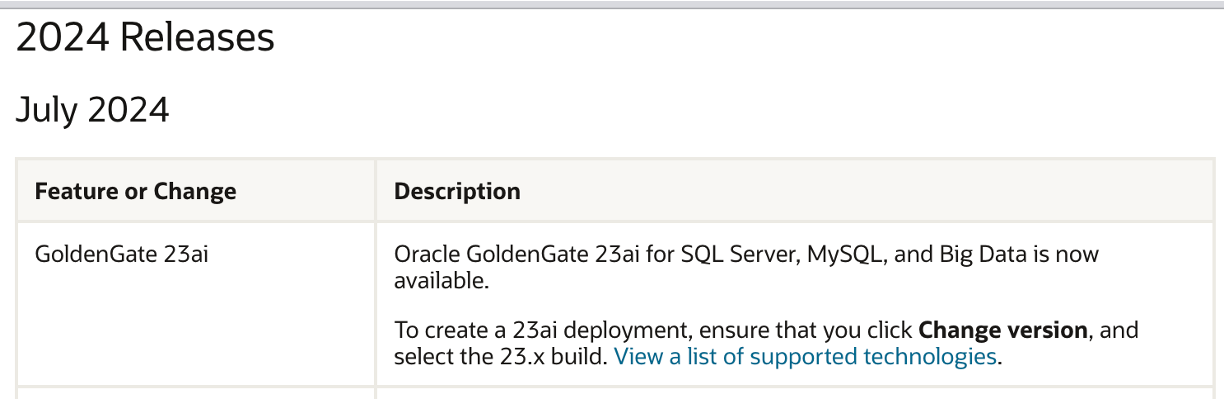 2024 Releases
July 2024
Feature or Change
Description
GoldenGate 23ai
Oracle GoldenGate 23ai for SQL Server, MySQL, and Big Data is now
available.
To create a 23ai deployment, ensure that you click Change version, and
select the 23.x build. View a list of supported technologies.